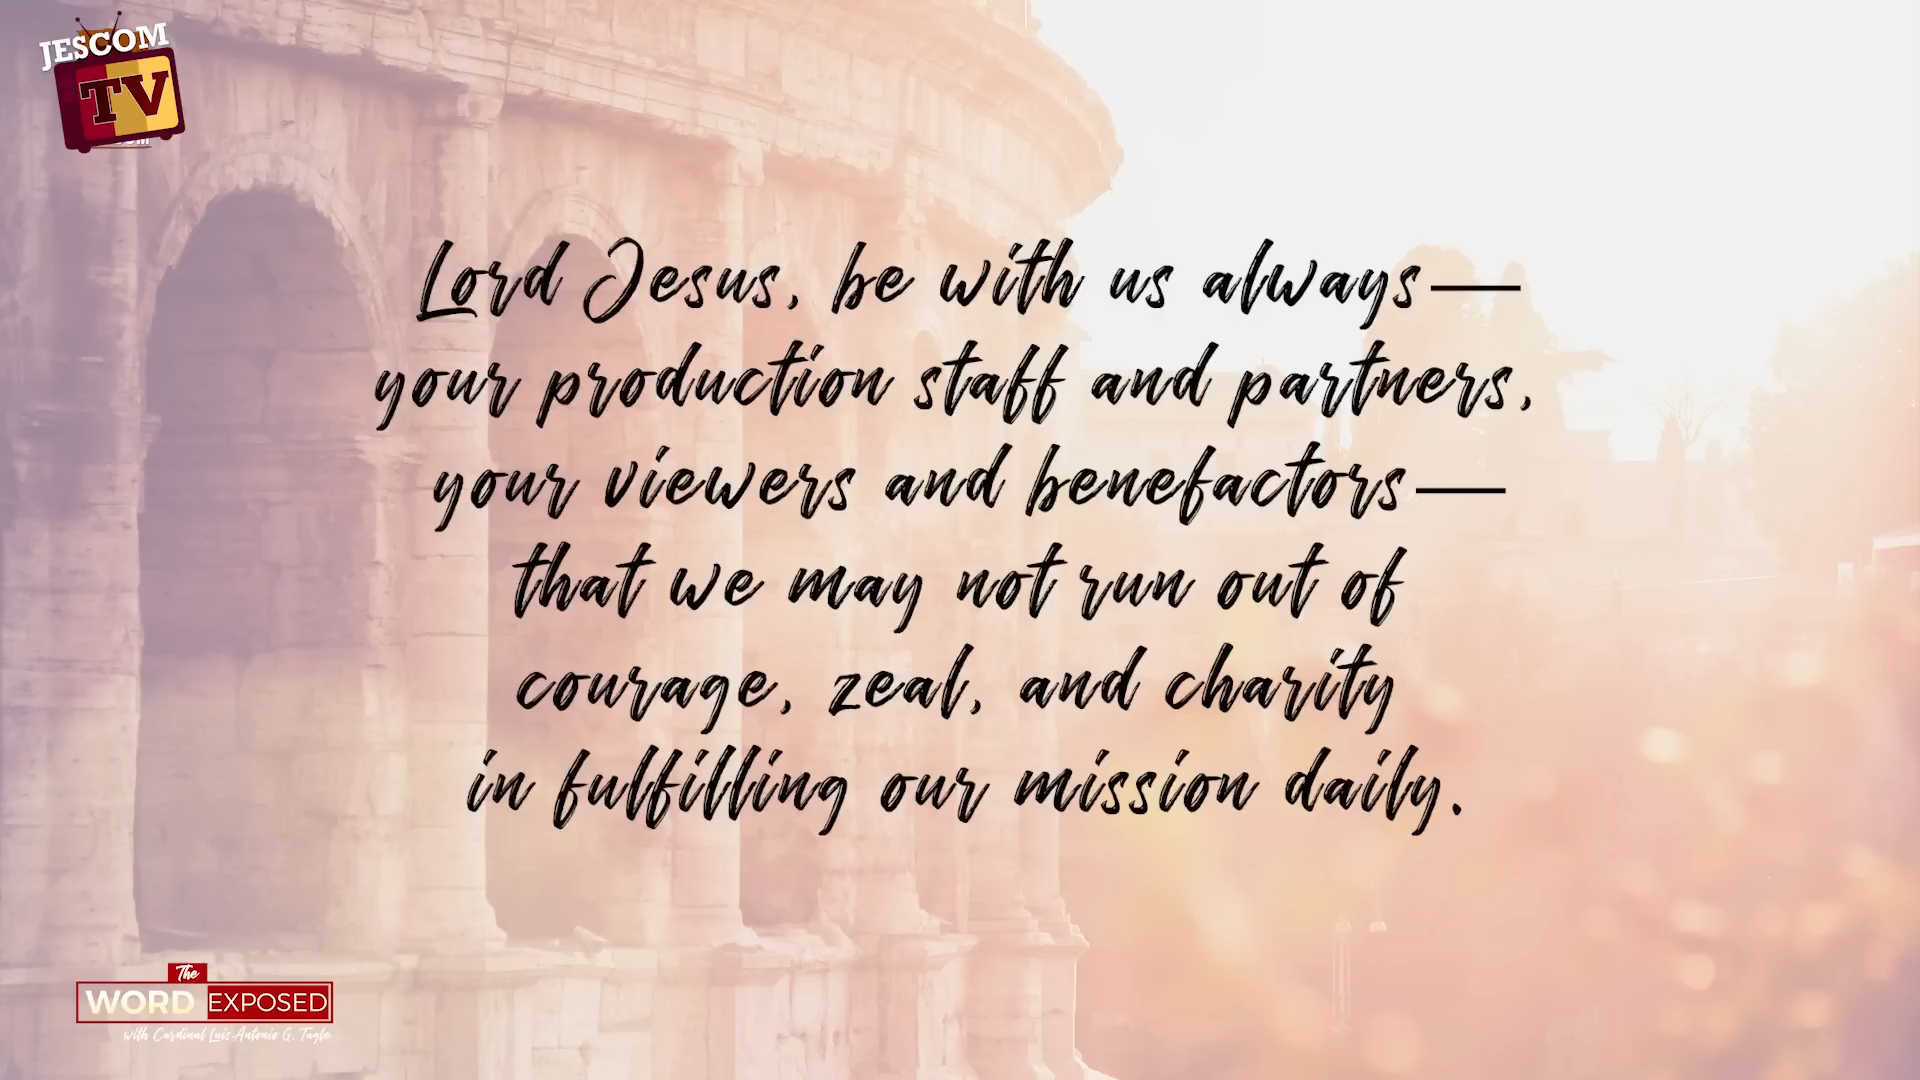 JESCOM
TV
Lord Jesus, be with us always—
your production staff and partners,
your viewers and benefactors—
that we may not run out of
courage, zeal, and charity
in fulfilling our mission daily.
The
WORD EXPOSED
with Cardinal Luis Antonio G. Tagle